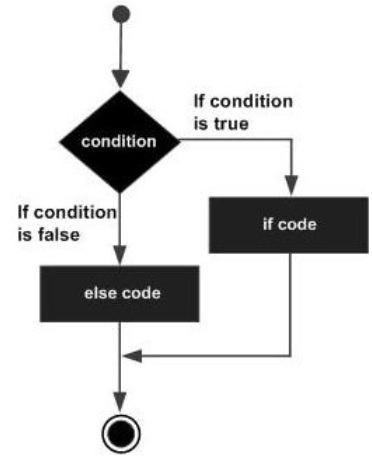 If condition
is true
condition
If condition
is false
if code
else code